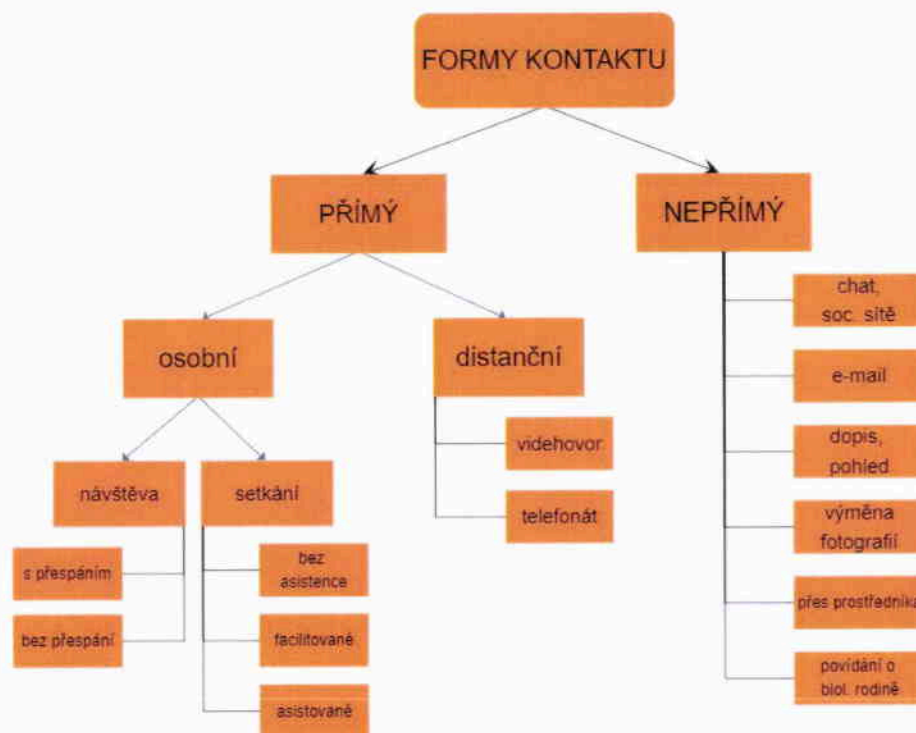 FORMY KONTAKTU
PŘÍMÝ
NEPŘÍMÝ
osobní
distanční
návštěva
setkání
s přespáním
bez přespání
bez
asistence
facilitované
asistované
videhovor
telefonát
chat,
soc. sítě
e-mail
dopis,
pohled
výměna
fotografií
přes prostředníka
povídání o
biol. rodině